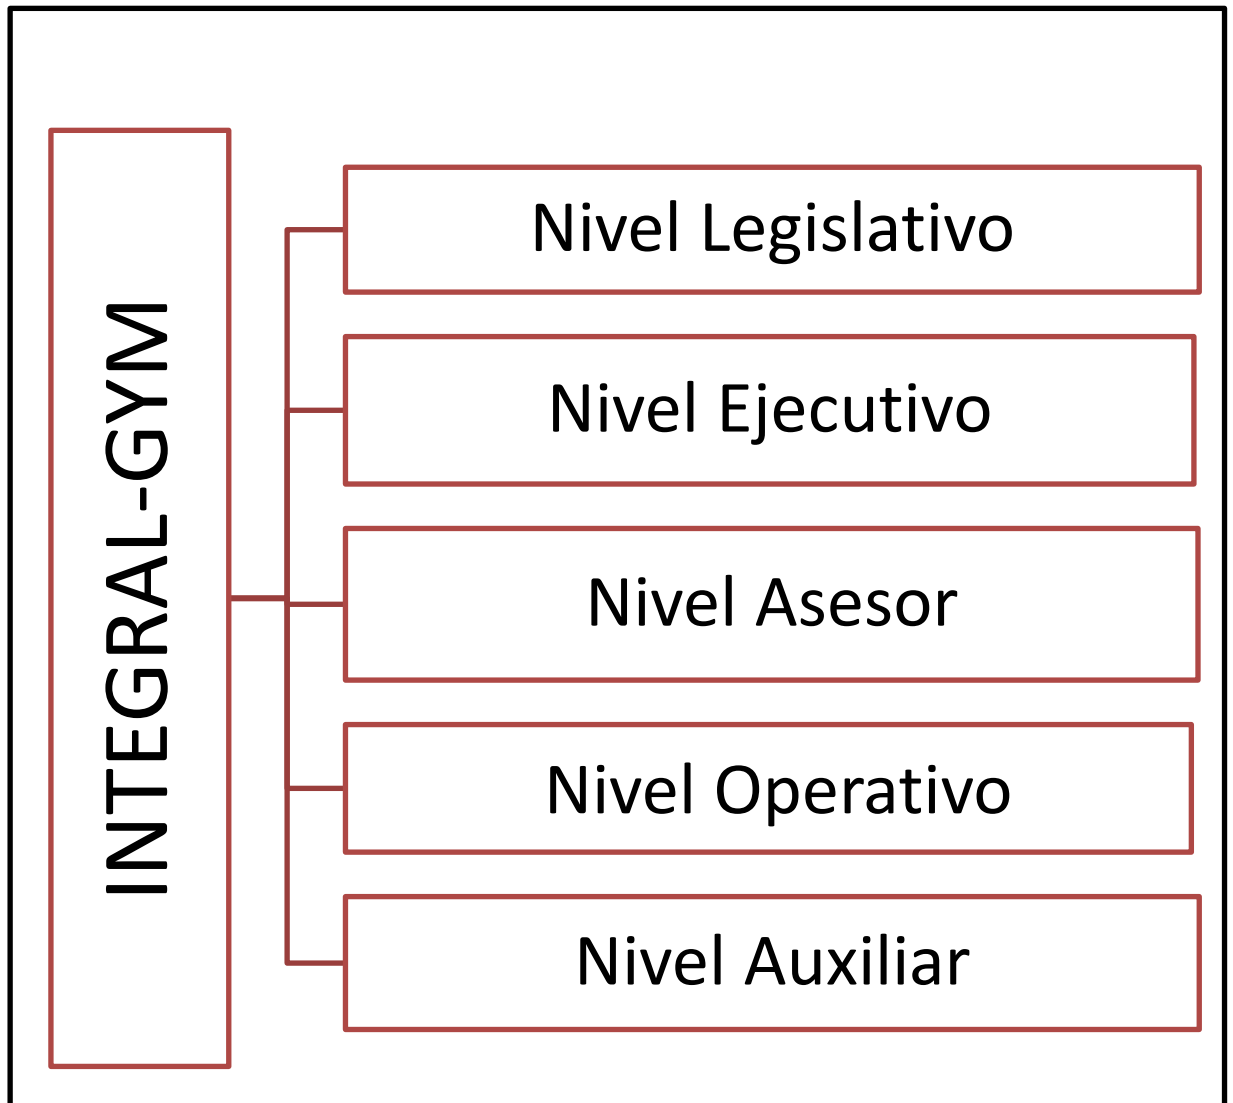 INTEGRAL-GYM
Nivel Legislativo
Nivel Ejecutivo
Nivel Asesor
Nivel Operativo
Nivel Auxiliar